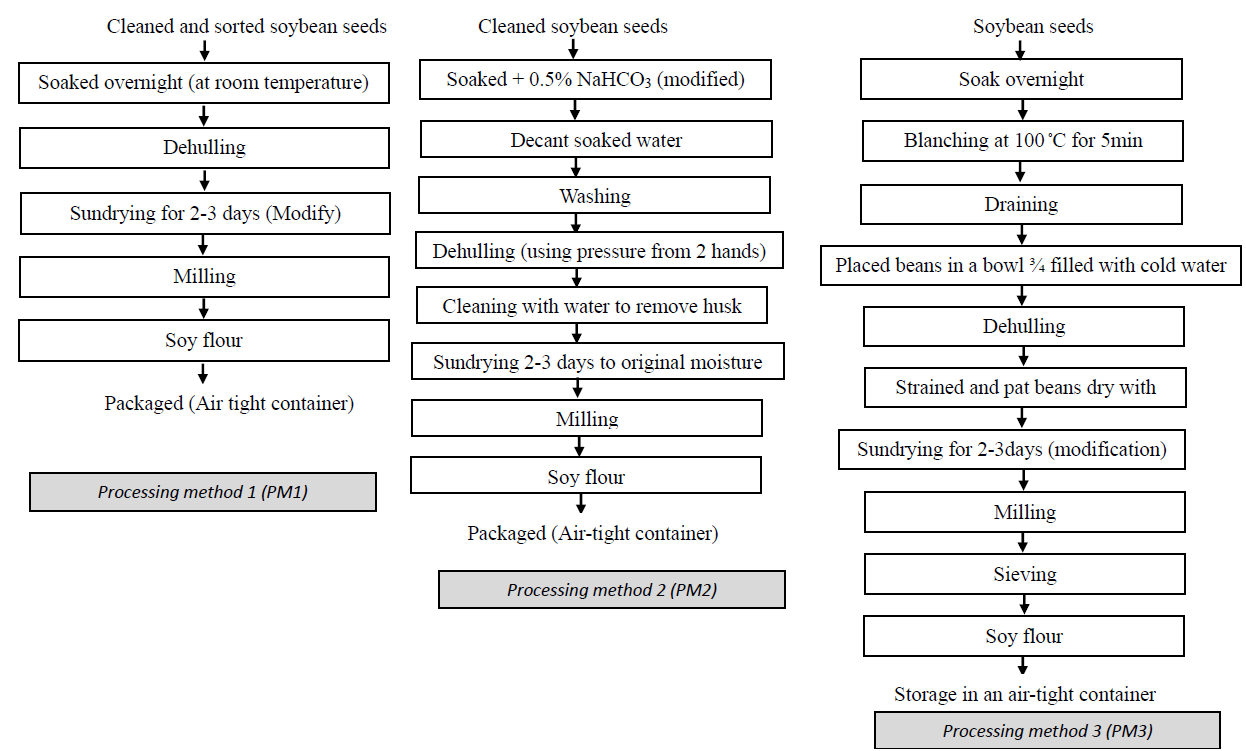 Cleaned and sorted soybean seeds
Soaked overnight (at room temperature)
Dehulling
Sundrying for 2-3 days (Modify)
Milling
Soy flour
Packaged (Air tight container)
Processing method 1 (PM1)
Cleaned soybean seeds
Soaked + 0.5% NaHCO₃ (modified)
Decant soaked water
Washing
Dehulling (using pressure from 2 hands)
Cleaning with water to remove husk
Sundrying 2-3 days to original moisture
Milling
Soy flour
Packaged (Air-tight container)
Processing method 2 (PM2)
Soybean seeds
Soak overnight
Blanching at 100 ˚C for 5min
Draining
Placed beans in a bowl ¾ filled with cold water
Dehulling
Strained and pat beans dry with
Sundrying for 2-3days (modification)
Milling
Sieving
Soy flour
Storage in an air-tight container
Processing method 3 (PM3)